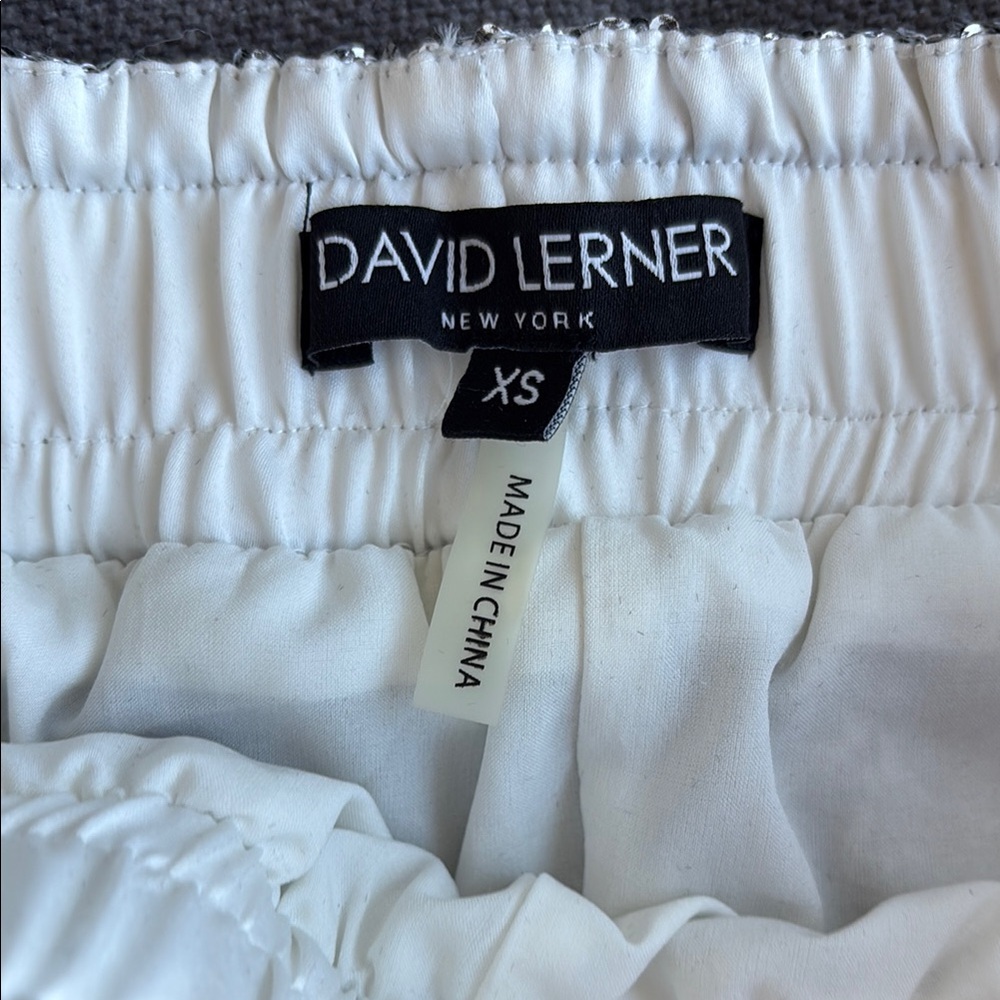 DAVID LERNER
NEW YORK
XS
MADE IN CHINA